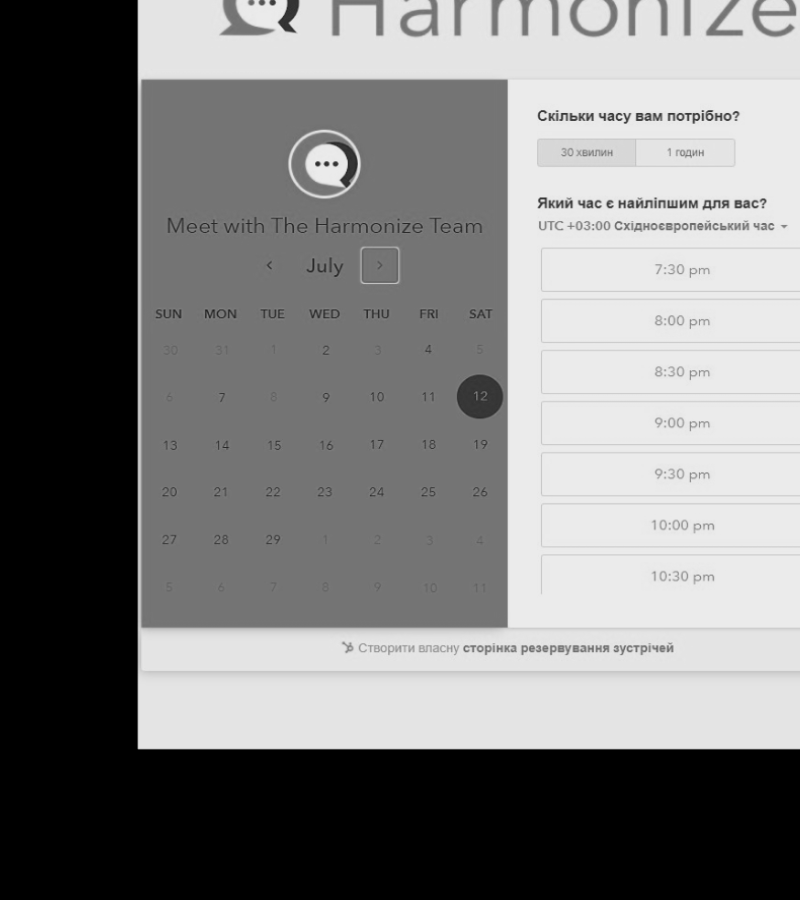 Harmonize
Meet with The Harmonize Team
July
SUN MON TUE WED THU FRI SAT
30 31 1 2 3 4 5
6 7 8 9 10 11 12
13 14 15 16 17 18 19
20 21 22 23 24 25 26
27 28 29 1 2 3 4
5 6 7 8 9 10 11
Скільки часу вам потрібно?
30 хвилин 1 годин
Який час є найліпшим для вас?
UTC +03:00 Східноєвропейський час
7:30 pm
8:00 pm
8:30 pm
9:00 pm
9:30 pm
10:00 pm
10:30 pm
Створити власну сторінка резервування зустрічей